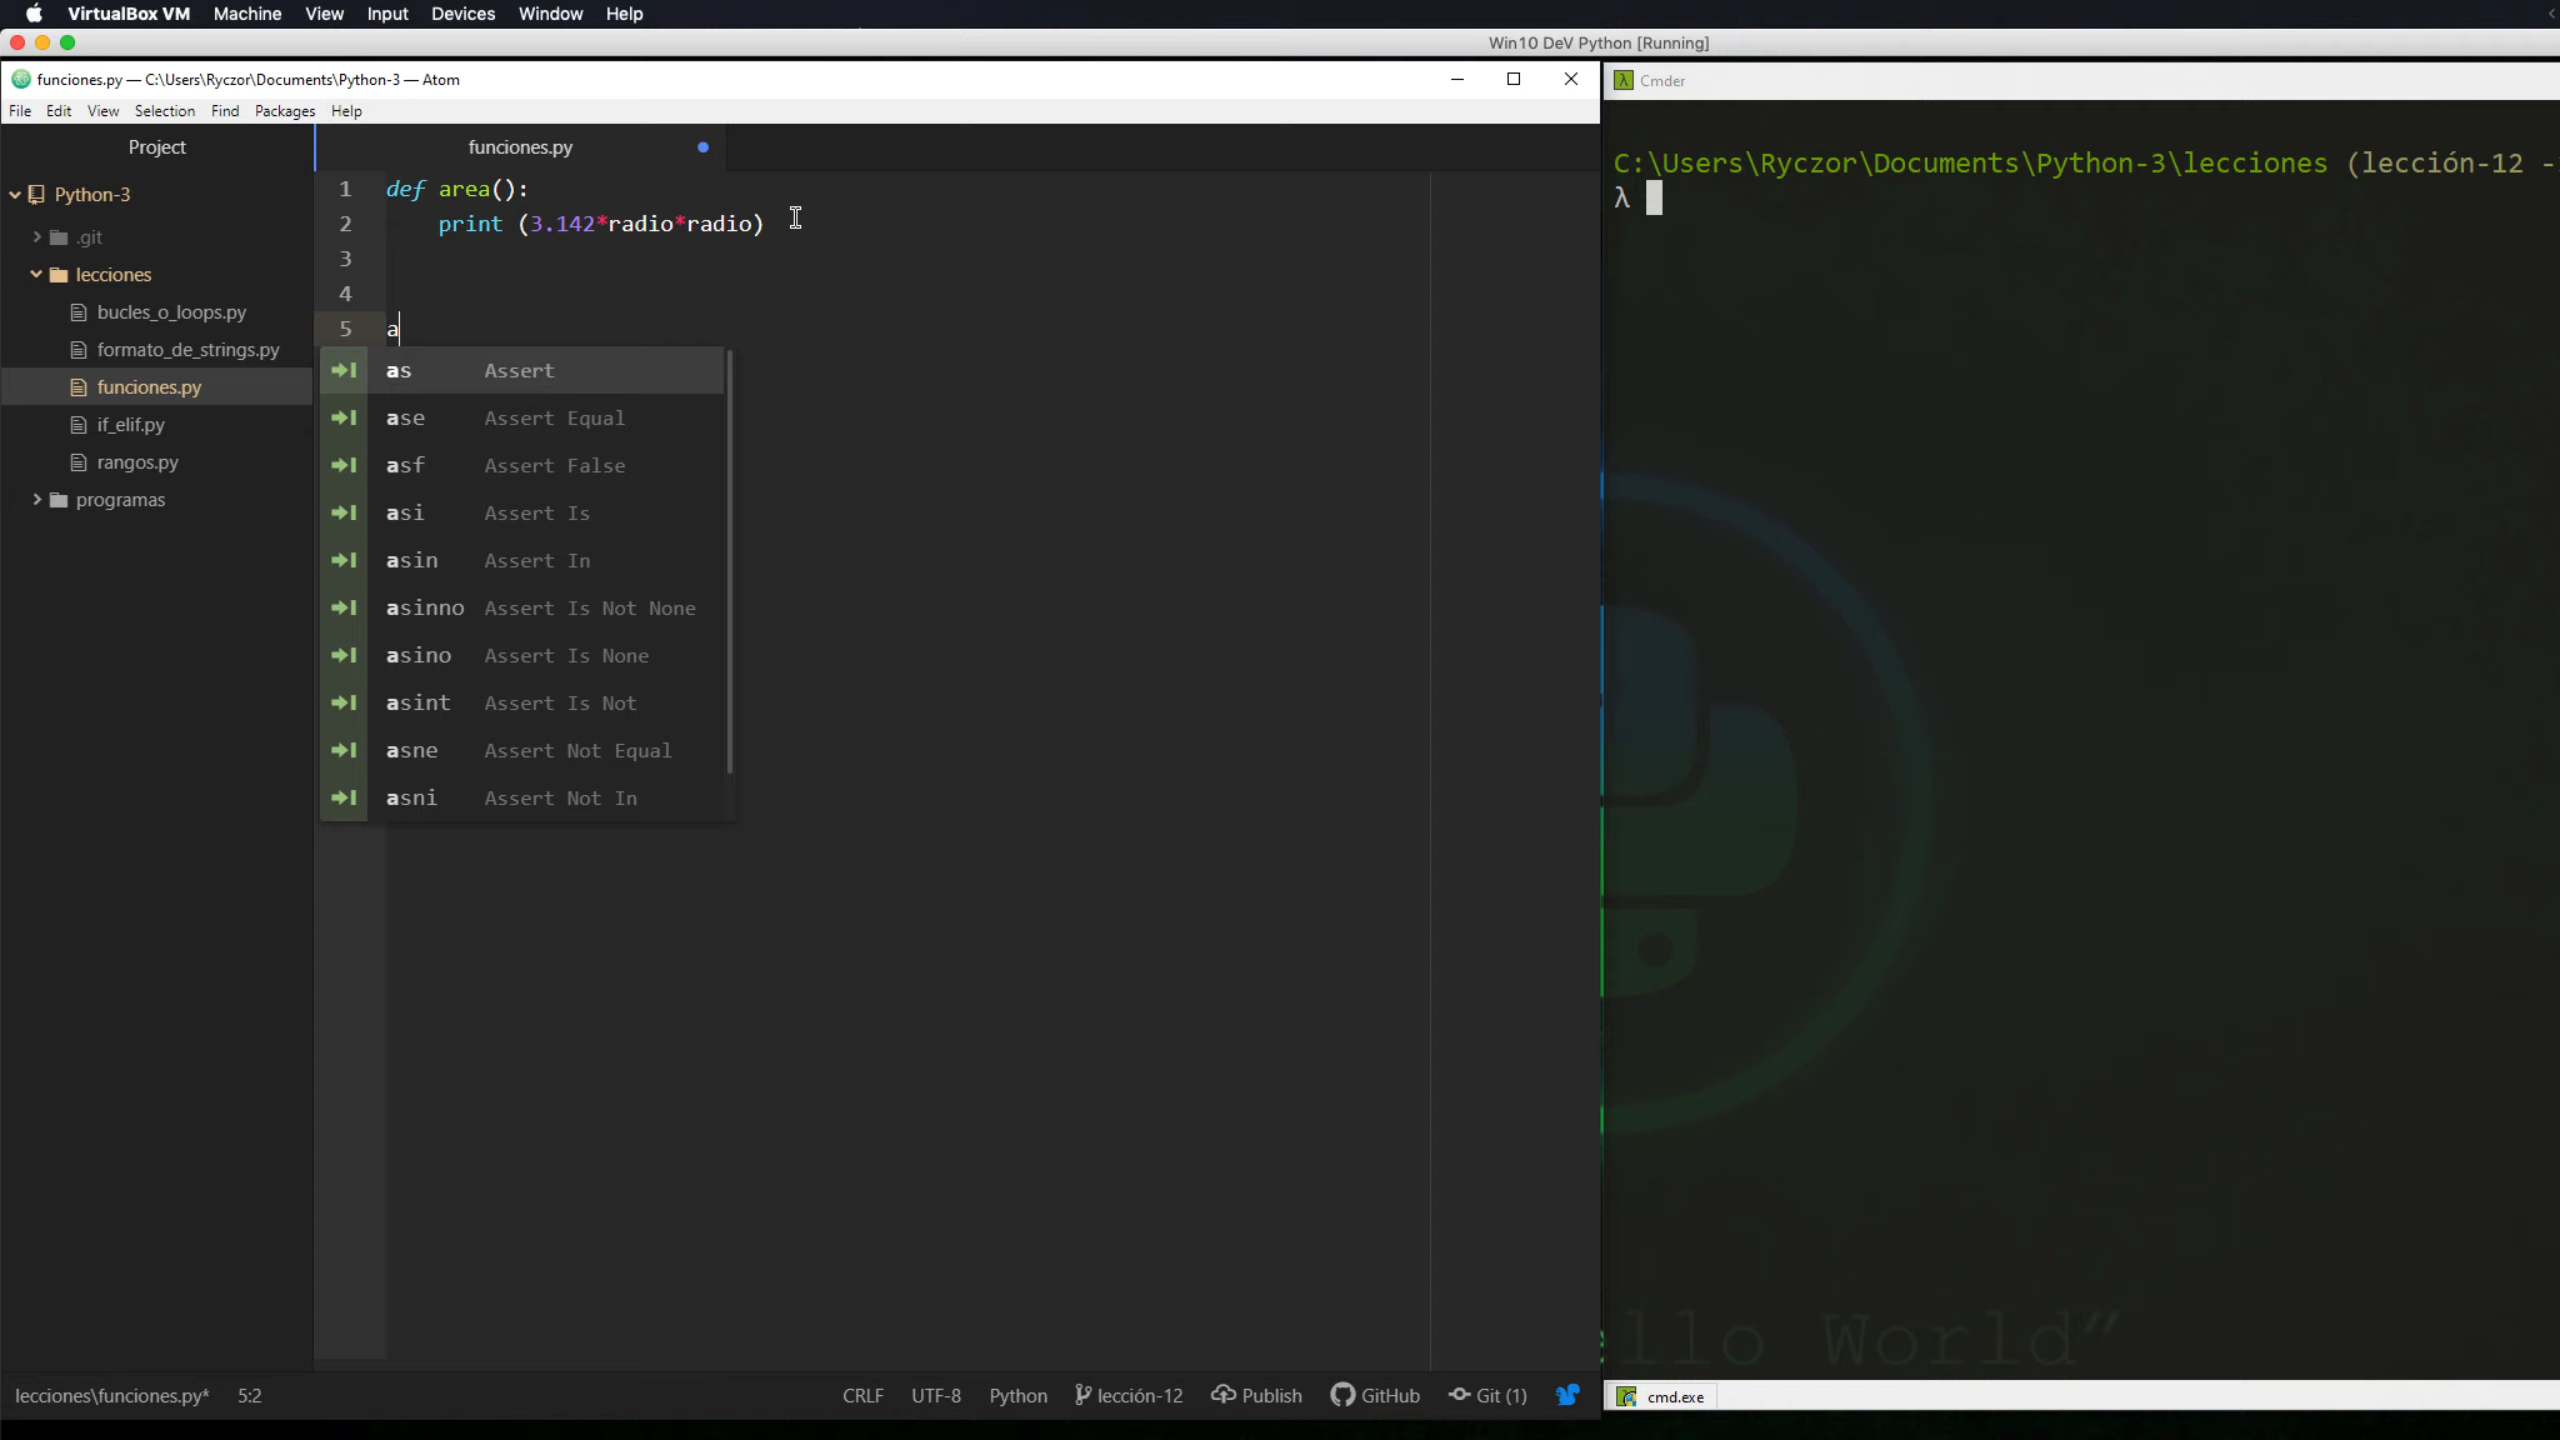 VirtualBox VM Machine View Input Devices Window Help
Win10 DeV Python [Running]
funciones.py — C:\Users\Ryczor\Documents\Python-3 — Atom
File Edit View Selection Find Packages Help
Project
Python-3
.git
lecciones
bucles_o_loops.py
formato_de_strings.py
funciones.py
if_elif.py
rangos.py
programas
funciones.py
1 def area():
2 print (3.142*radio*radio)
3
4
5 a
as Assert
ase Assert Equal
asf Assert False
asi Assert Is
asin Assert In
asinno Assert Is Not None
asino Assert Is None
asint Assert Is Not
asne Assert Not Equal
asni Assert Not In
lecciones\funciones.py* 5:2 CRLF UTF-8 Python lección-12 Publish GitHub Git (1)
Cmder
C:\Users\Ryczor\Documents\Python-3\lecciones (lección-12 -
λ
llo World”
cmd.exe